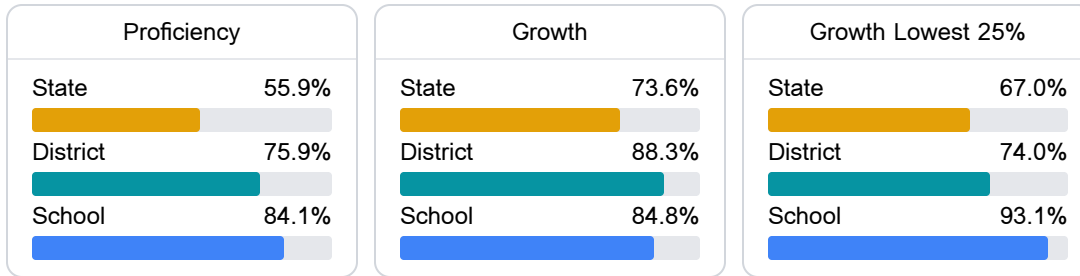 Proficiency
State 55.9%
District 75.9%
School 84.1%
Growth
State 73.6%
District 88.3%
School 84.8%
Growth Lowest 25%
State 67.0%
District 74.0%
School 93.1%